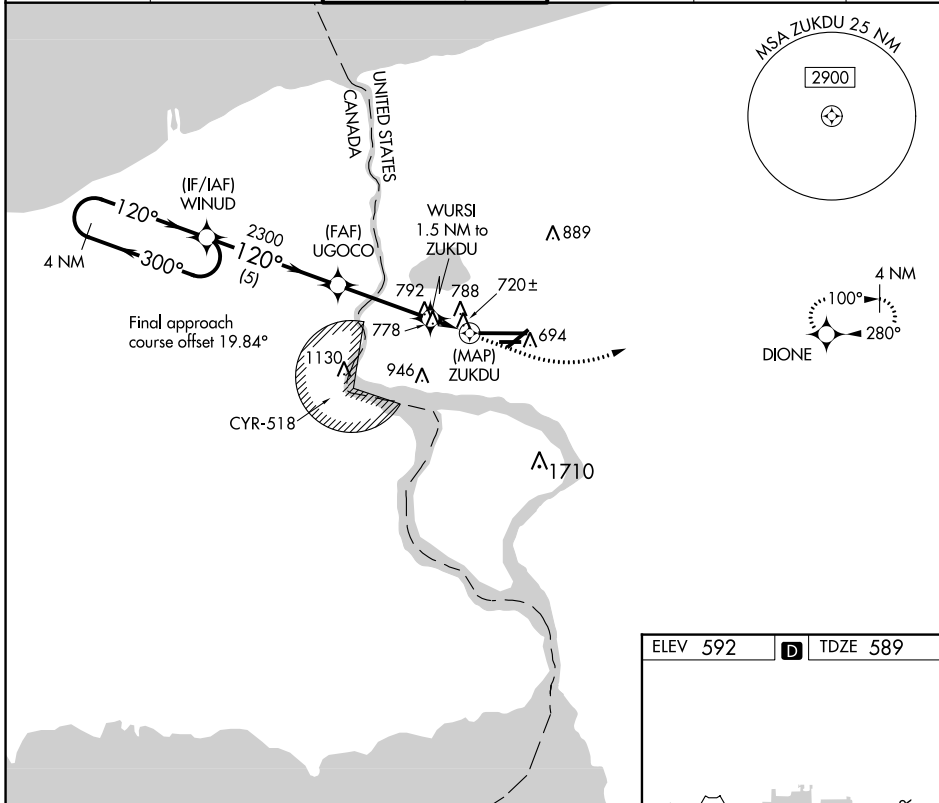 MSA ZUKDU 25 NM
2900
UNITED STATES
CANADA
(IF/IAF)
WINUD
120°
300°
4 NM
2300
120°
(5)
(FAF)
UGOCO
WURSI
1.5 NM to
ZUKDU
889
792
788
720±
778
694
(MAP)
ZUKDU
4 NM
100°
280°
DIONE
Final approach
course offset 19.84°
1130
946
CYR-518
1710
ELEV 592
D
TDZE 589